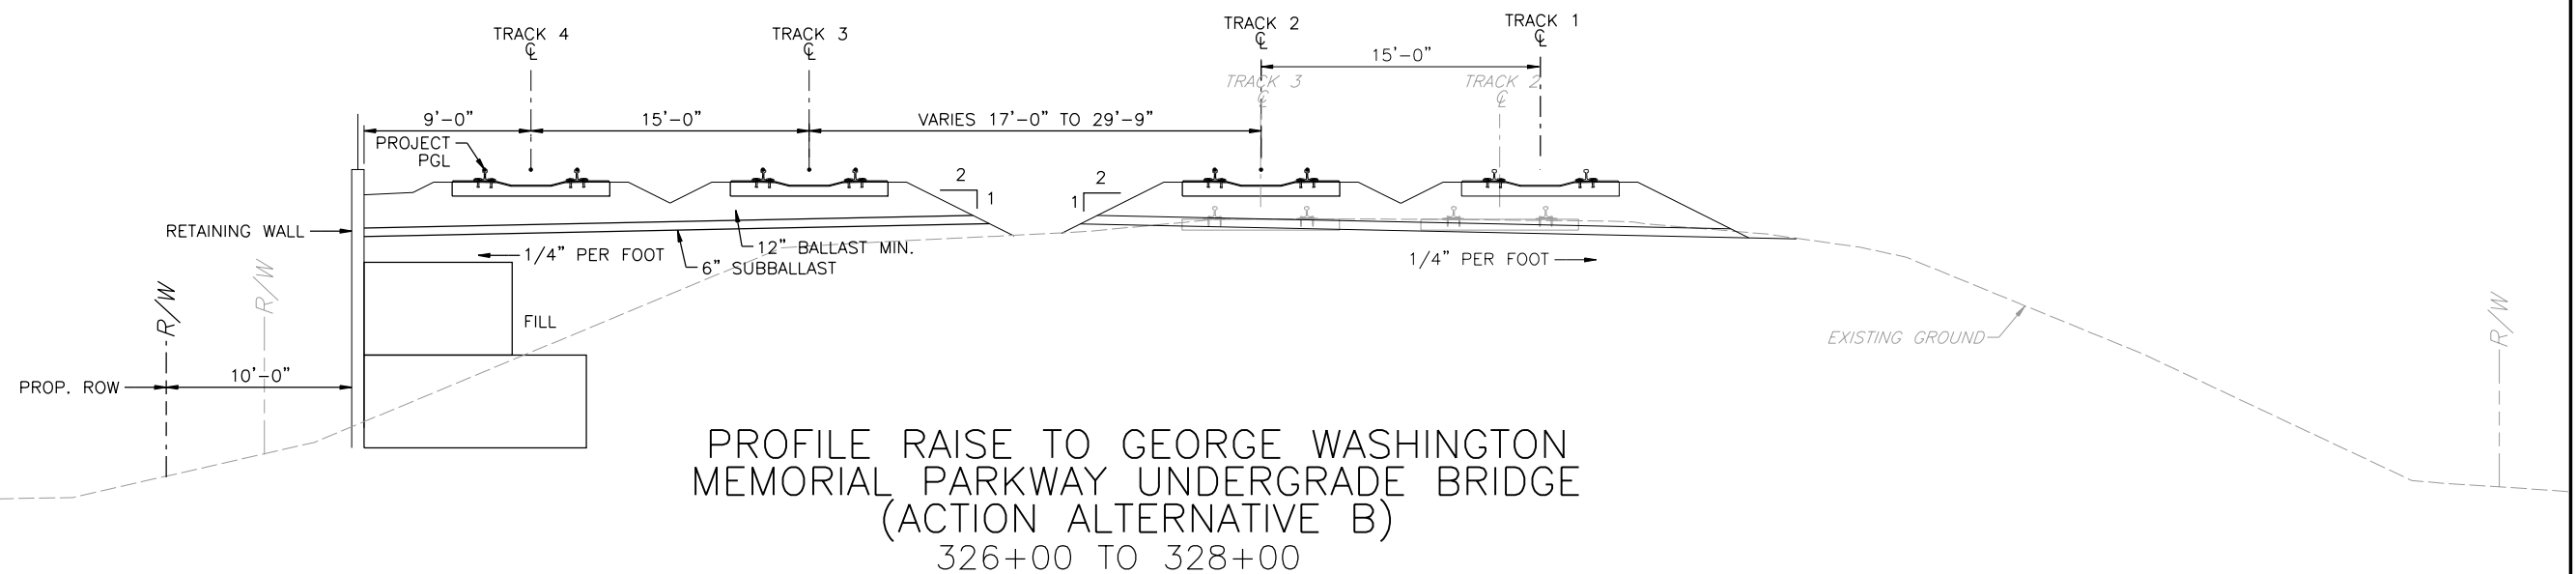 TRACK 4
℄
TRACK 3
℄
TRACK 2
℄
TRACK 1
℄
15'-0"
TRACK 3
℄
TRACK 2
℄
9'-0"
15'-0"
VARIES 17'-0" TO 29'-9"
PROJECT
PGL
2
1
2
1
RETAINING WALL
12" BALLAST MIN.
1/4" PER FOOT
6" SUBBALLAST
1/4" PER FOOT
R/W
R/W
FILL
R/W
EXISTING GROUND
PROP. ROW
10'-0"
PROFILE RAISE TO GEORGE WASHINGTON
MEMORIAL PARKWAY UNDERGRADE BRIDGE
(ACTION ALTERNATIVE B)
326+00 TO 328+00